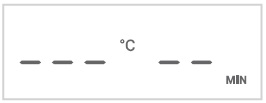 °C
— — — — —
MIN